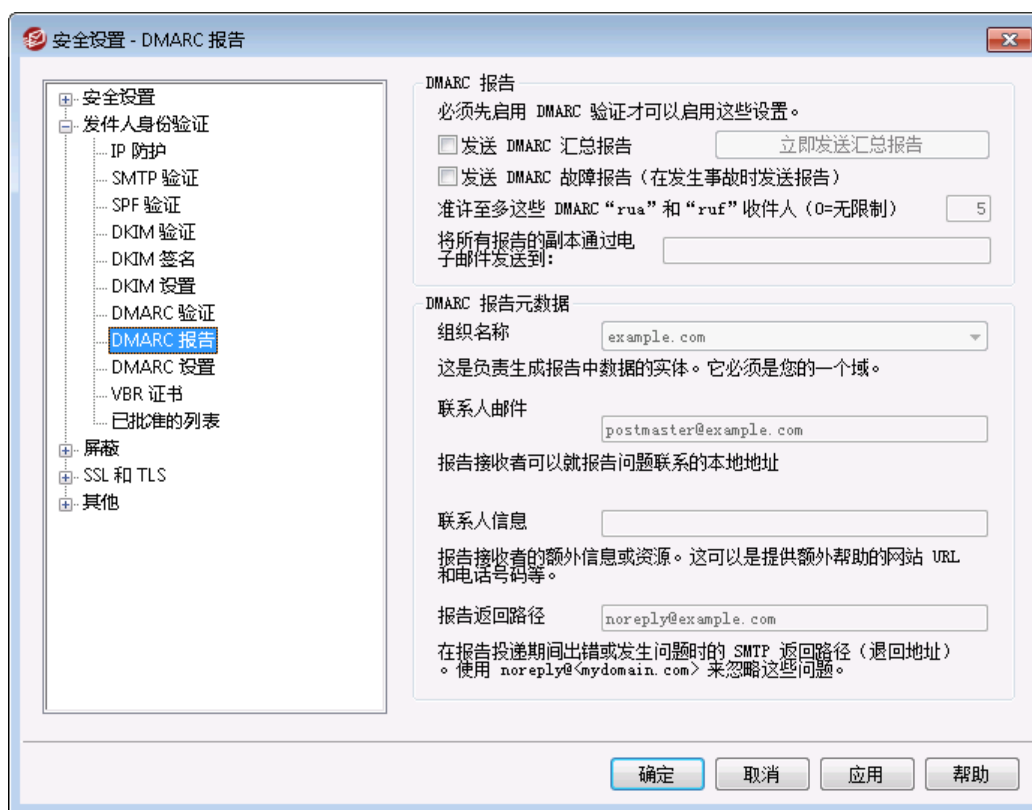 安全设置 - DMARC 报告
安全设置
发件人身份验证
IP 防护
SMTP 验证
SPF 验证
DKIM 验证
DKIM 签名
DKIM 设置
DMARC 验证
DMARC 报告
DMARC 设置
VBR 证书
已批准的列表
屏蔽
SSL 和 TLS
其他
DMARC 报告
必须先启用 DMARC 验证才可以启用这些设置。
发送 DMARC 汇总报告
立即发送汇总报告
发送 DMARC 故障报告（在发生事故时发送报告）
准许至多这些 DMARC“rua”和“ruf”收件人（0=无限制）
5
将所有报告的副本通过电
子邮件发送到：
DMARC 报告元数据
组织名称
example.com
这是负责生成报告中数据的实体。它必须是您的一个域。
联系人邮件
postmaster@example.com
报告接收者可以就报告问题联系的本地地址
联系人信息
报告接收者的额外信息或资源。这可以是提供额外帮助的网站 URL
和电话号码等。
报告返回路径
noreply@example.com
在报告投递期间出错或发生问题时的 SMTP 返回路径（退回地址）
。使用 noreply@<mydomain.com> 来忽略这些问题。
确定
取消
应用
帮助